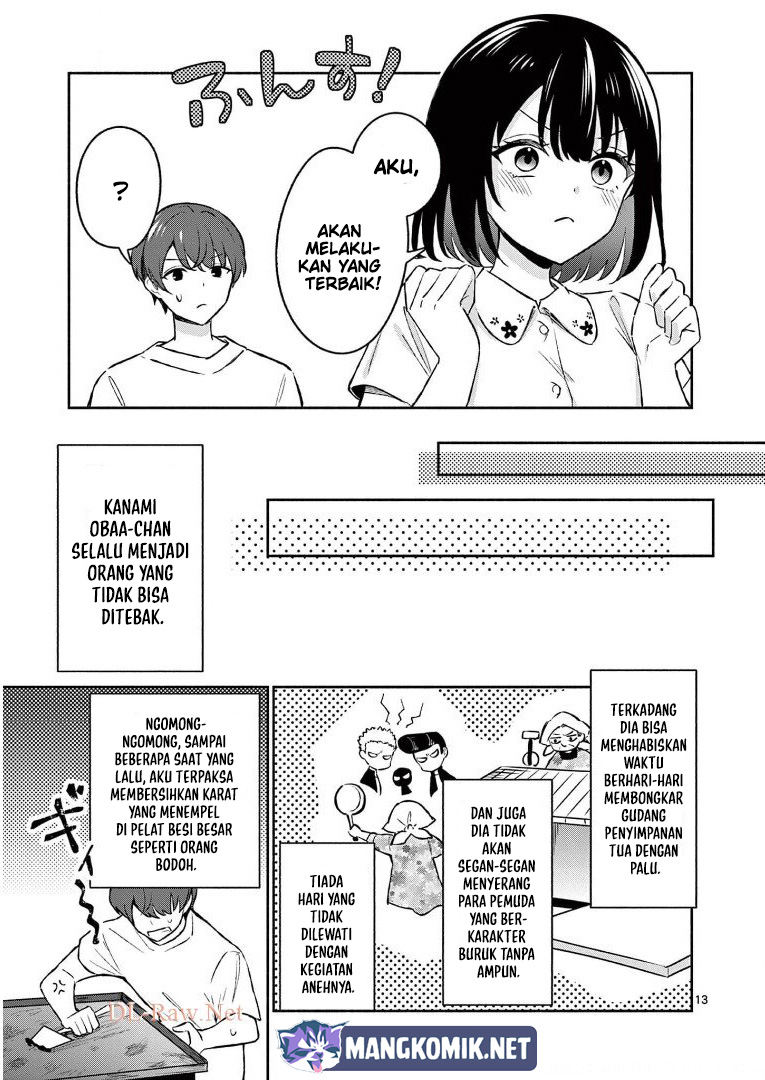 ふんす!
AKU,
AKAN
MELAKU-
KAN YANG
TERBAIK!
?
KANAMI
OBAA-CHAN
SELALU MENJADI
ORANG YANG
TIDAK BISA
DITEBAK.
TERKADANG
DIA BISA
MENGHABISKAN
WAKTU
BERHARI-HARI
MEMBONGKAR
GUDANG
PENYIMPANAN
TUA DENGAN
PALU.
DAN JUGA
DIA TIDAK
AKAN
SEGAN-SEGAN
MENYERANG
PARA PEMUDA
YANG BER-
KARAKTER
BURUK TANPA
AMPUN.
TIADA
HARI YANG
TIDAK
DILEWATI
DENGAN
KEGIATAN
ANEHNYA.
NGOMONG-
NGOMONG, SAMPAI
BEBERAPA SAAT YANG
LALU, AKU TERPAKSA
MEMBERSIHKAN KARAT
YANG MENEMPEL
DI PELAT BESI BESAR
SEPERTI ORANG
BODOH.
13
DL-Raw.Net
MANGKOMIK.NET